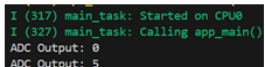 I (317) main_task: Started on CPU0
I (327) main_task: Calling app_main()
ADC Output: 0
ADC Output: 5